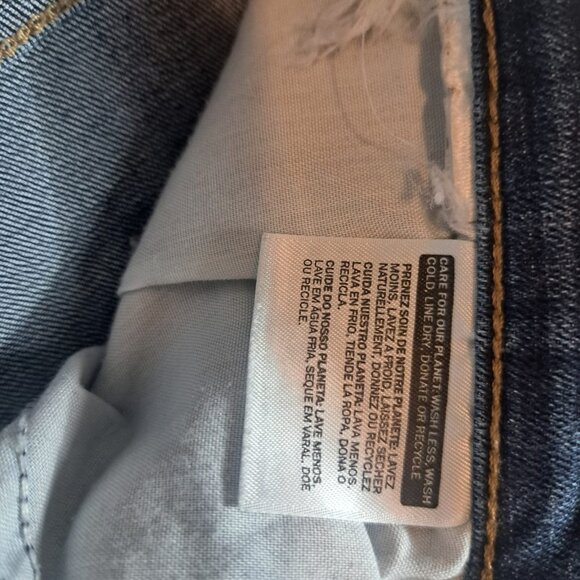 CARE FOR OUR PLANET: WASH LESS, WASH
COLD, LINE DRY, DONATE OR RECYCLE
PRENEZ SOIN DE NOTRE PLANÈTE: LAVEZ
MOINS, LAVEZ À FROID, LAISSEZ SÉCHER
NATURELLEMENT, DONNEZ OU RECYCLEZ
CUIDA NUESTRO PLANETA: LAVA MENOS,
LAVA EN FRIO, TIENDE LA ROPA, DONA O
RECICLA.
CUIDE DO NOSSO PLANETA: LAVE MENOS,
LAVE EM ÁGUA FRIA, SEQUE EM VARAL, DOE
OU RECICLE.